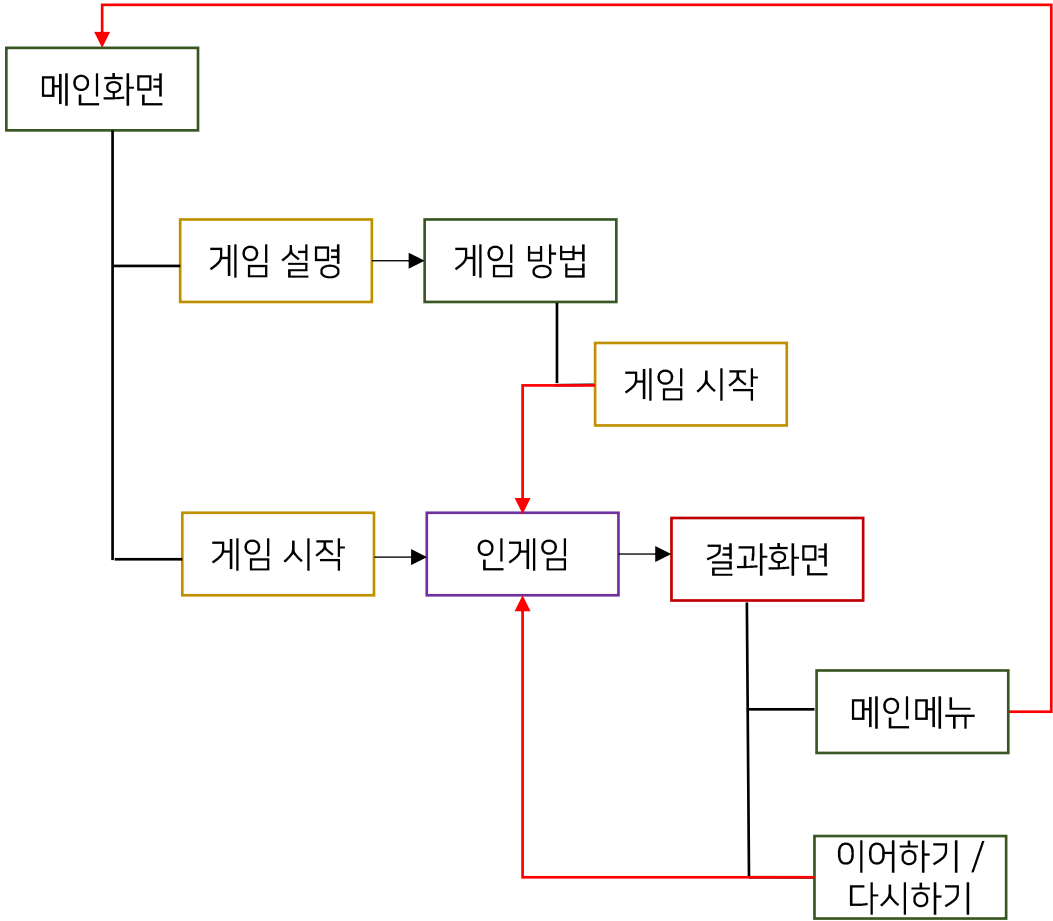 메인화면
게임 설명
게임 방법
게임 시작
게임 시작
인게임
결과화면
메인메뉴
이어하기 /
다시하기